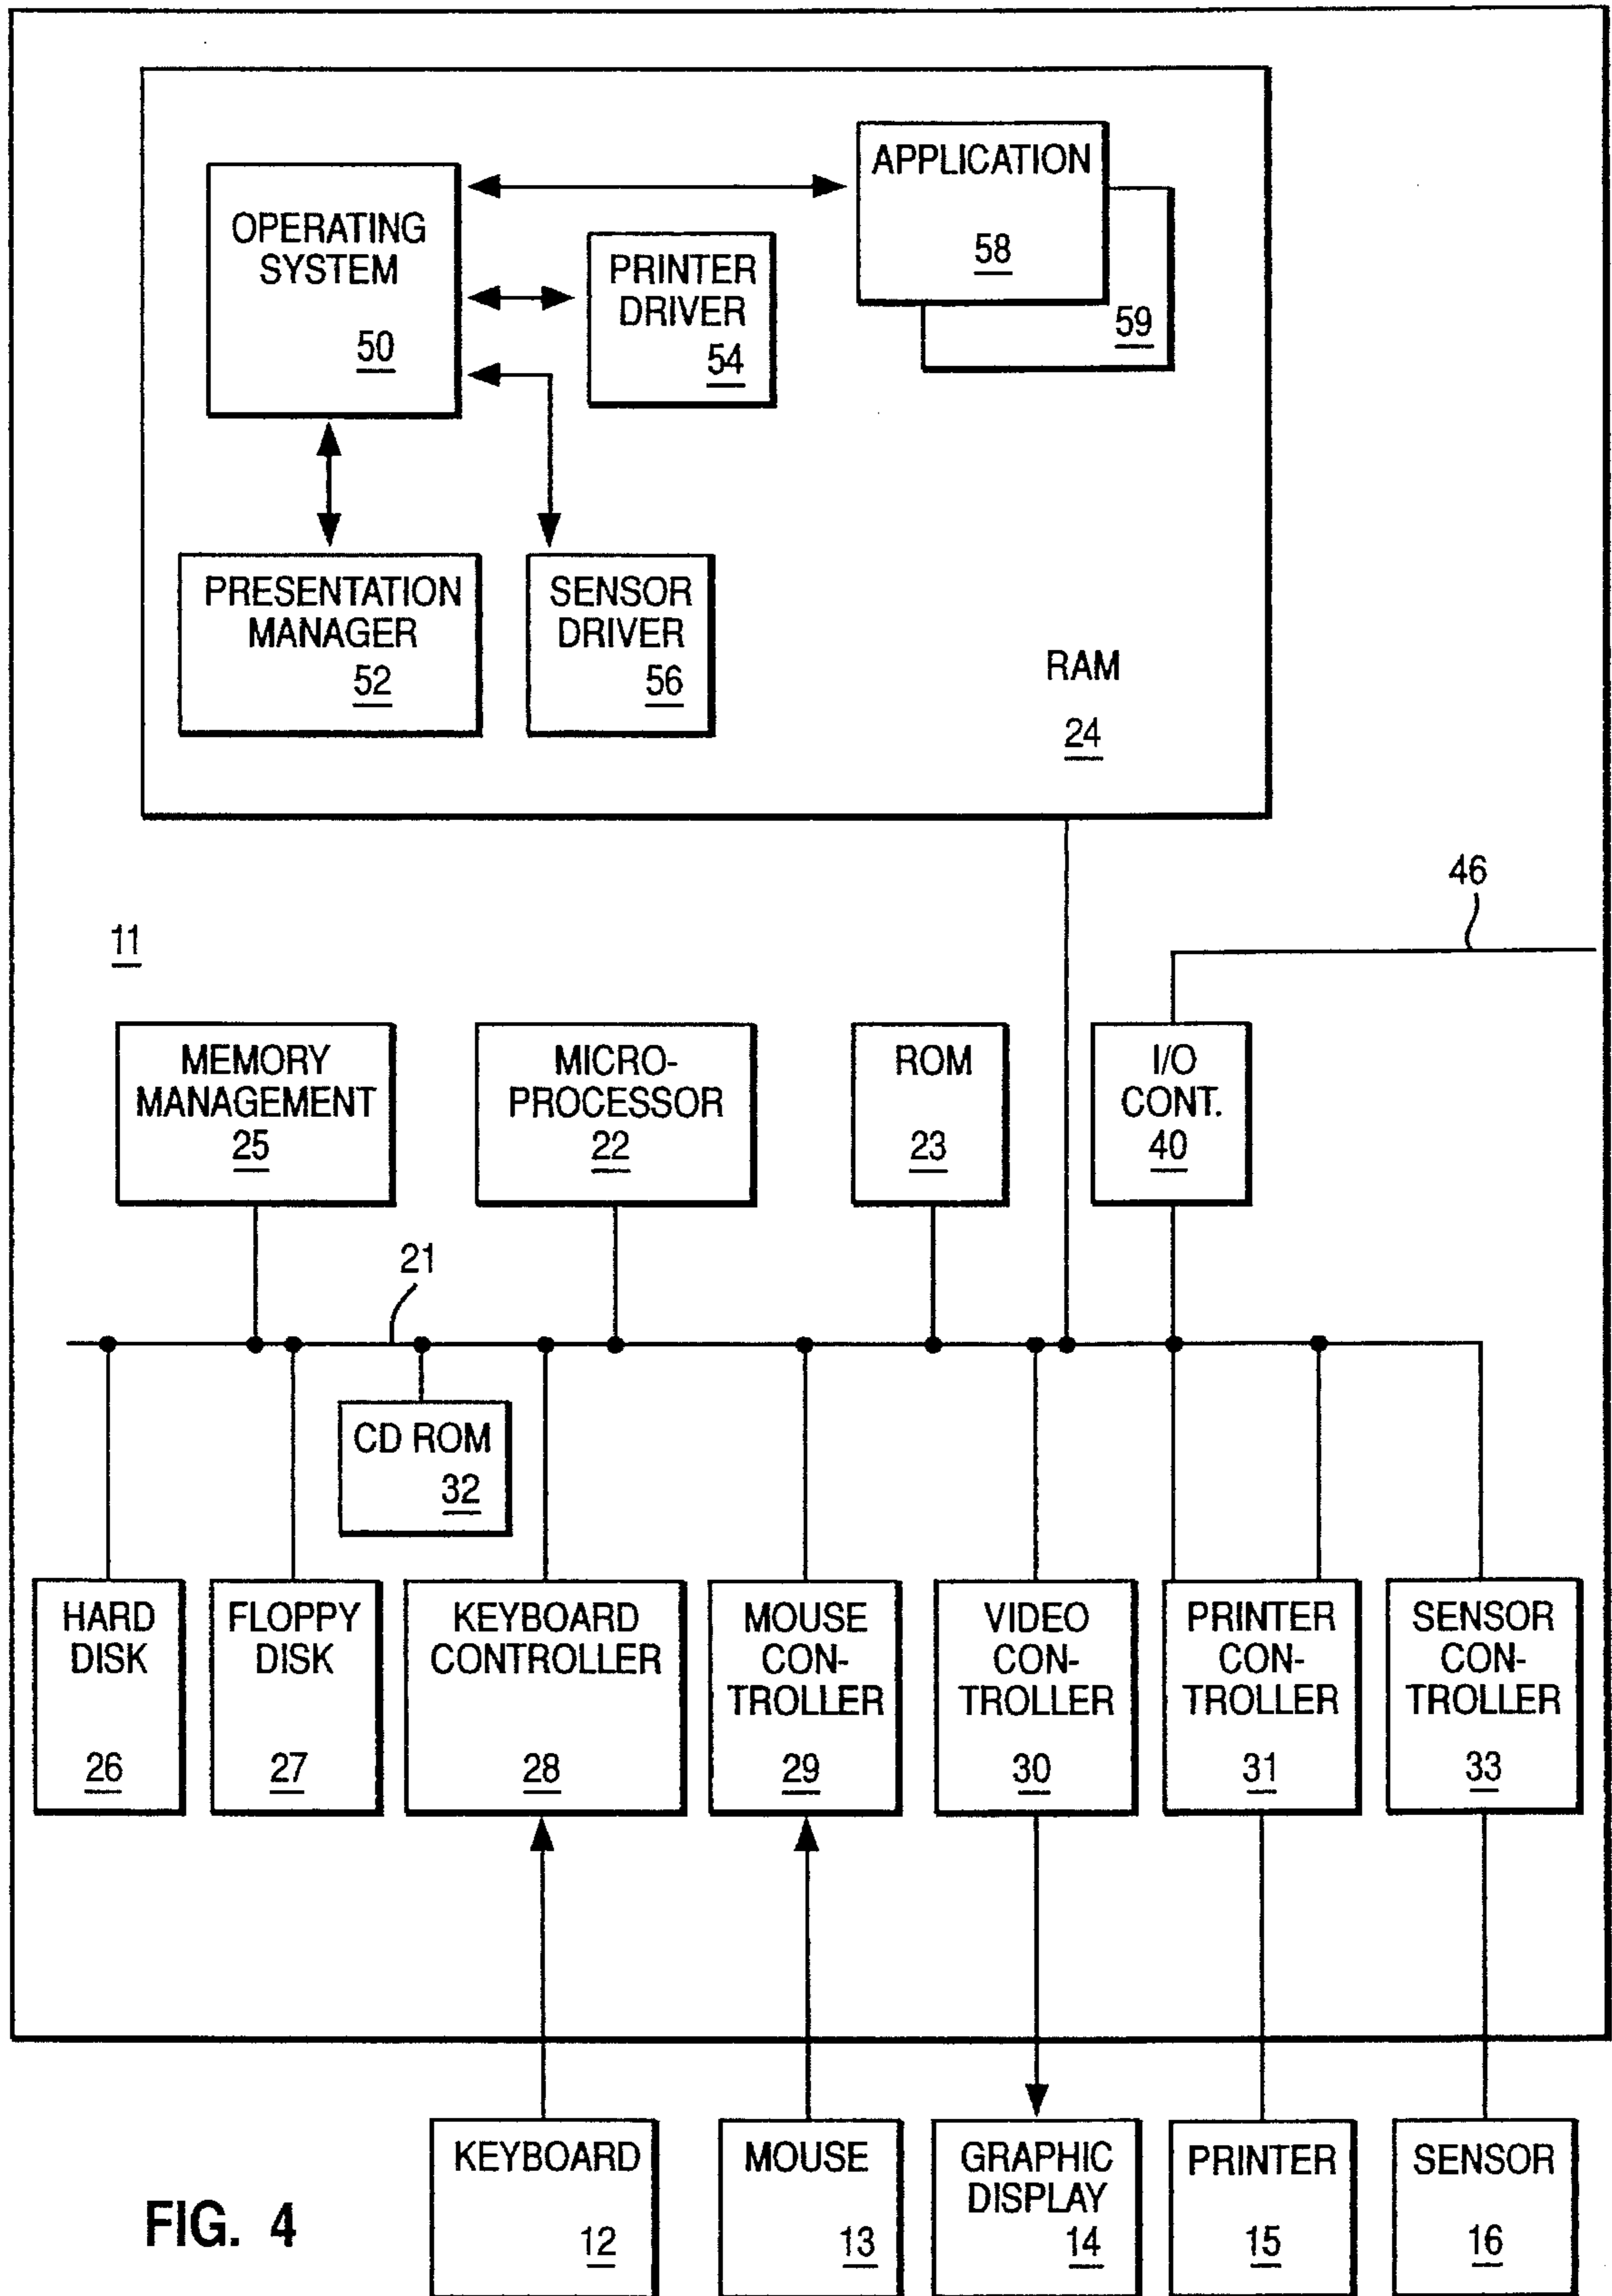 APPLICATION
58
59
OPERATING
SYSTEM
50
PRINTER
DRIVER
54
PRESENTATION
MANAGER
52
SENSOR
DRIVER
56
RAM
24
46
11
MEMORY
MANAGEMENT
25
MICRO-
PROCESSOR
22
ROM
23
I/O
CONT.
40
21
CD ROM
32
HARD
DISK
26
FLOPPY
DISK
27
KEYBOARD
CONTROLLER
28
MOUSE
CON-
TROLLER
29
VIDEO
CON-
TROLLER
30
PRINTER
CON-
TROLLER
31
SENSOR
CON-
TROLLER
33
KEYBOARD
12
MOUSE
13
GRAPHIC
DISPLAY
14
PRINTER
15
SENSOR
16
FIG. 4